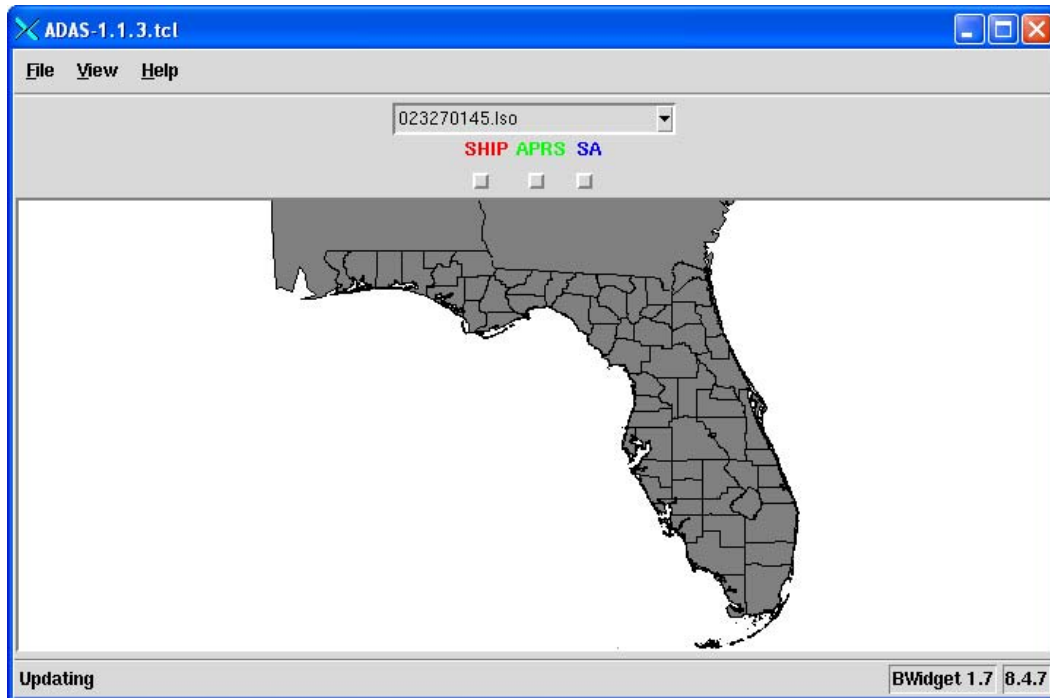 ADAS-1.1.3.tcl
File View Help
023270145.lso
SHIP APRS SA
Updating BWidget 1.7 8.4.7